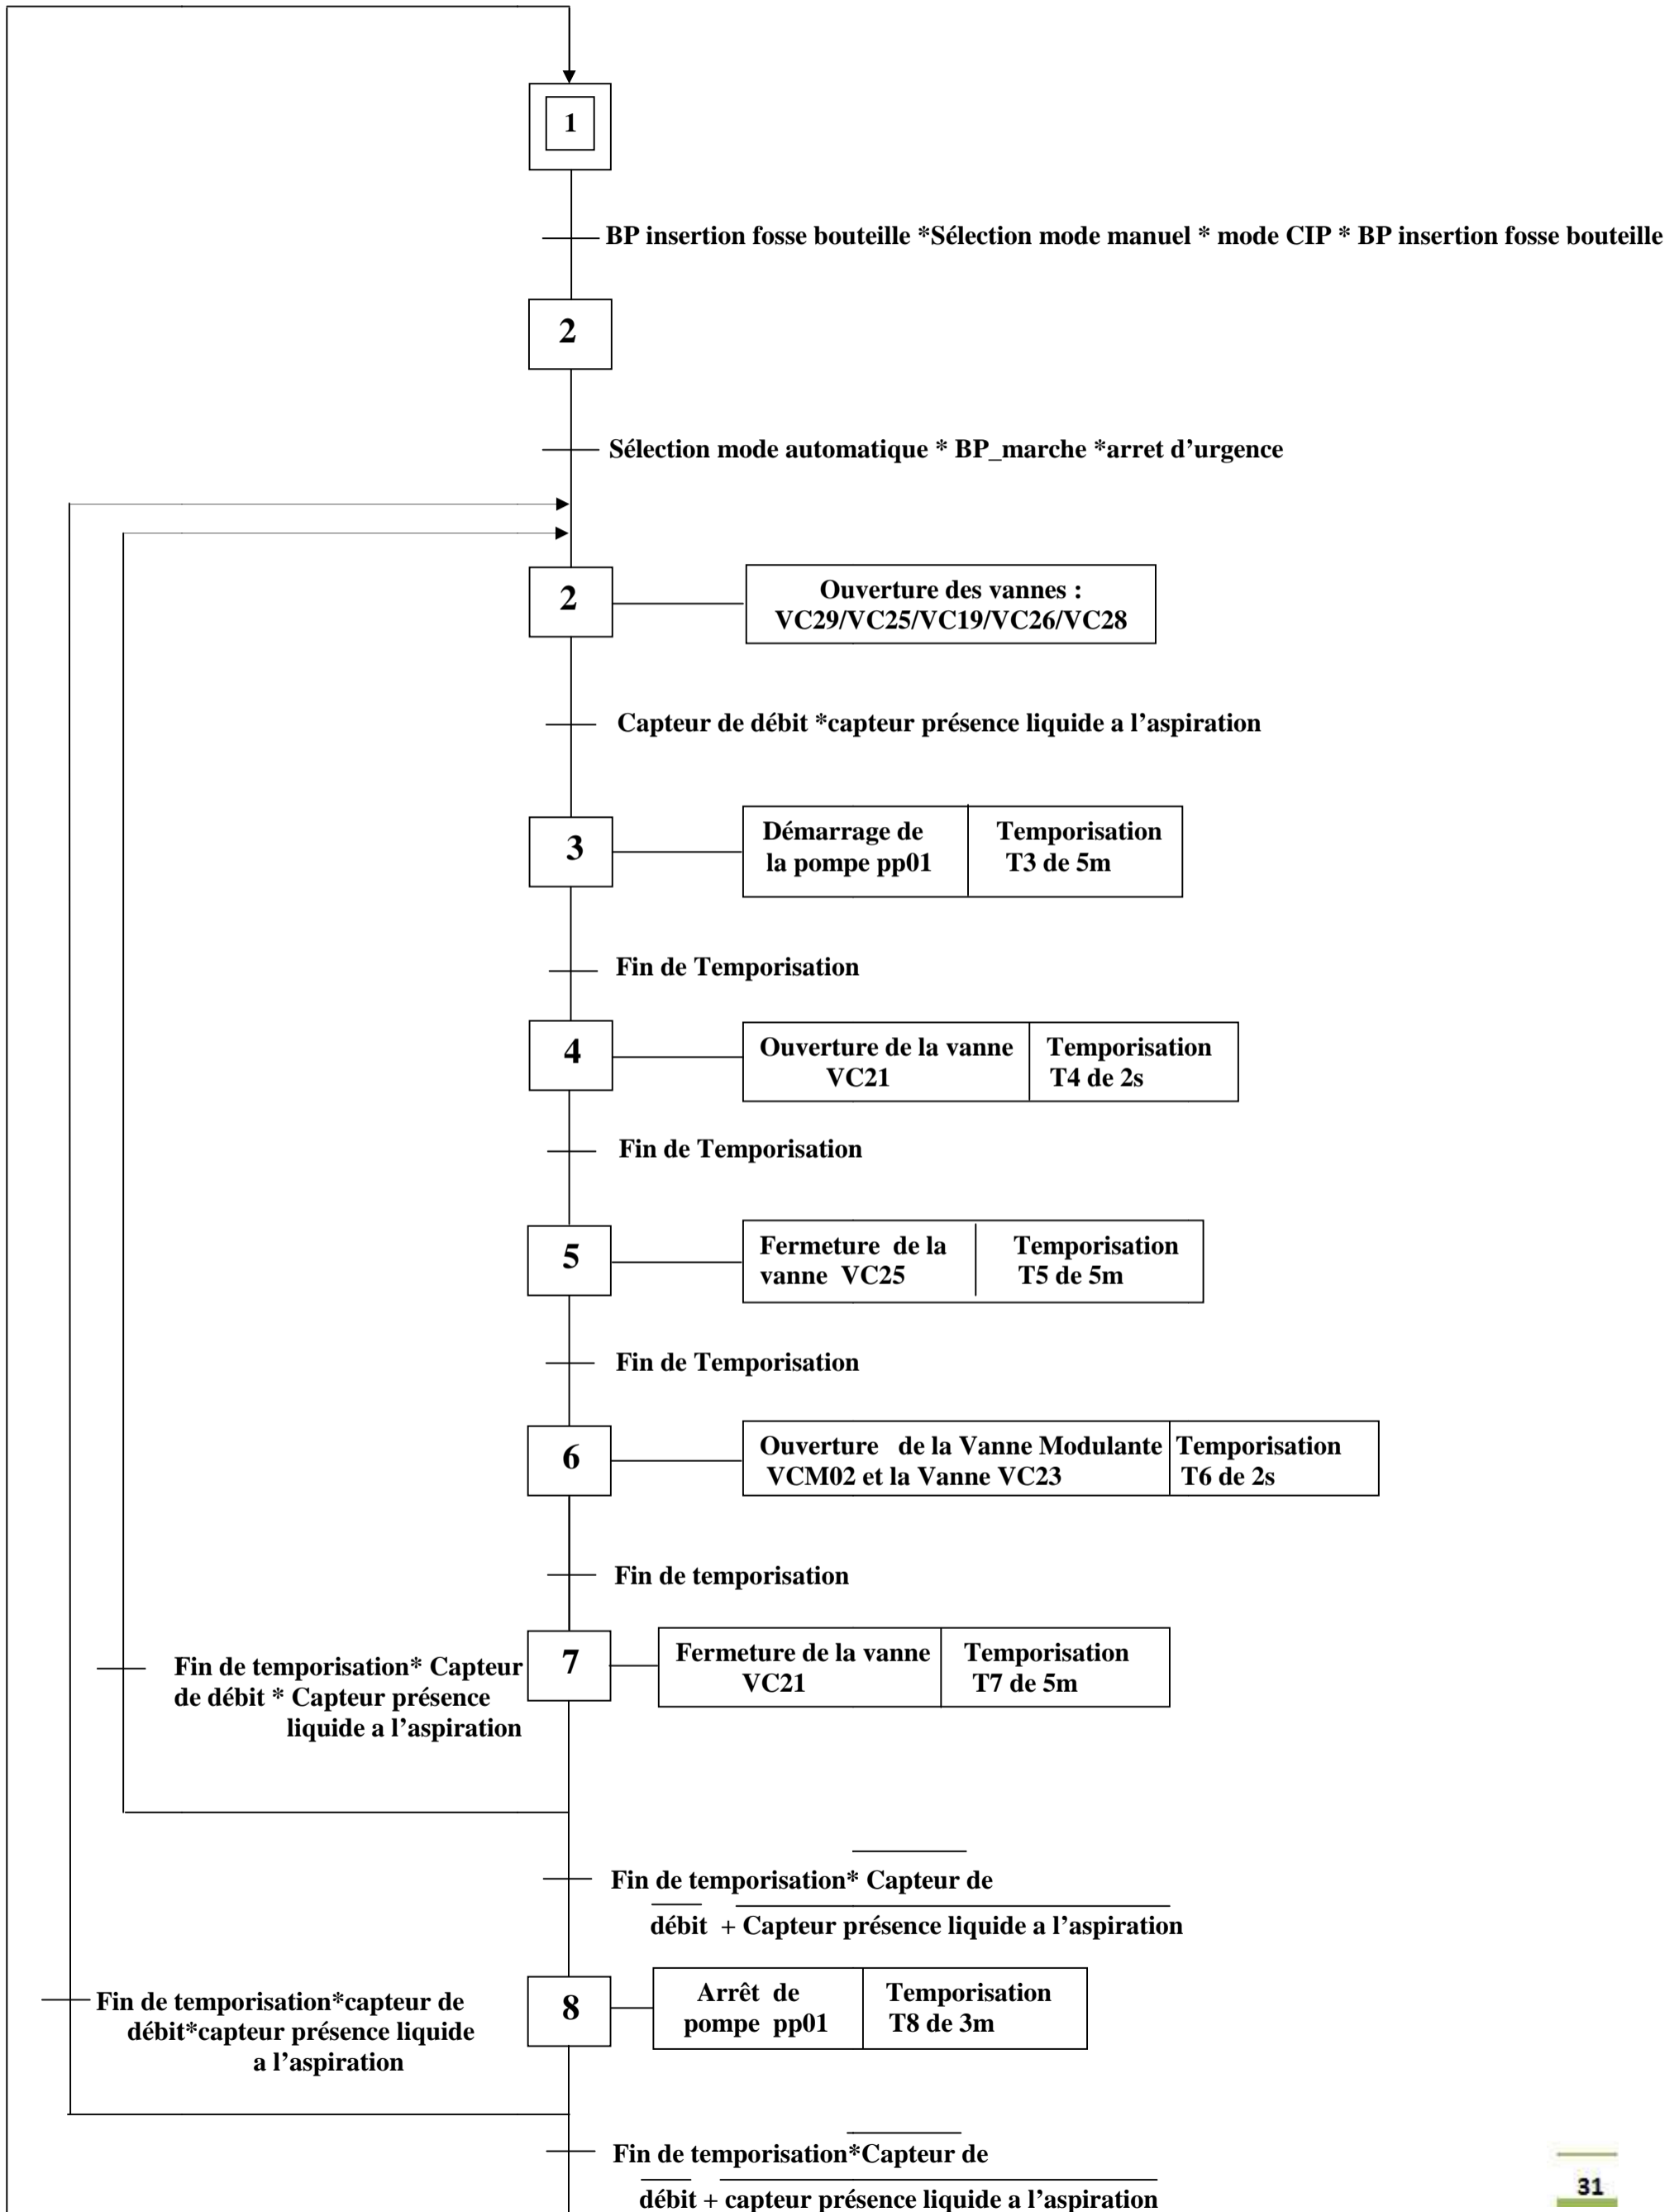 1
BP insertion fosse bouteille *Sélection mode manuel * mode CIP * BP insertion fosse bouteille
2
Sélection mode automatique * BP_marche *arret d’urgence
2
Ouverture des vannes :
VC29/VC25/VC19/VC26/VC28
Capteur de débit *capteur présence liquide a l’aspiration
3
Démarrage de
la pompe pp01
Temporisation
T3 de 5m
Fin de Temporisation
4
Ouverture de la vanne
VC21
Temporisation
T4 de 2s
Fin de Temporisation
5
Fermeture de la
vanne VC25
Temporisation
T5 de 5m
Fin de Temporisation
6
Ouverture de la Vanne Modulante
VCM02 et la Vanne VC23
Temporisation
T6 de 2s
Fin de temporisation
Fin de temporisation* Capteur
de débit * Capteur présence
liquide a l’aspiration
7
Fermeture de la vanne
VC21
Temporisation
T7 de 5m
Fin de temporisation* Capteur de
débit + Capteur présence liquide a l’aspiration
Fin de temporisation*capteur de
débit*capteur présence liquide
a l’aspiration
8
Arrêt de
pompe pp01
Temporisation
T8 de 3m
Fin de temporisation*Capteur de
débit + capteur présence liquide a l’aspiration
31